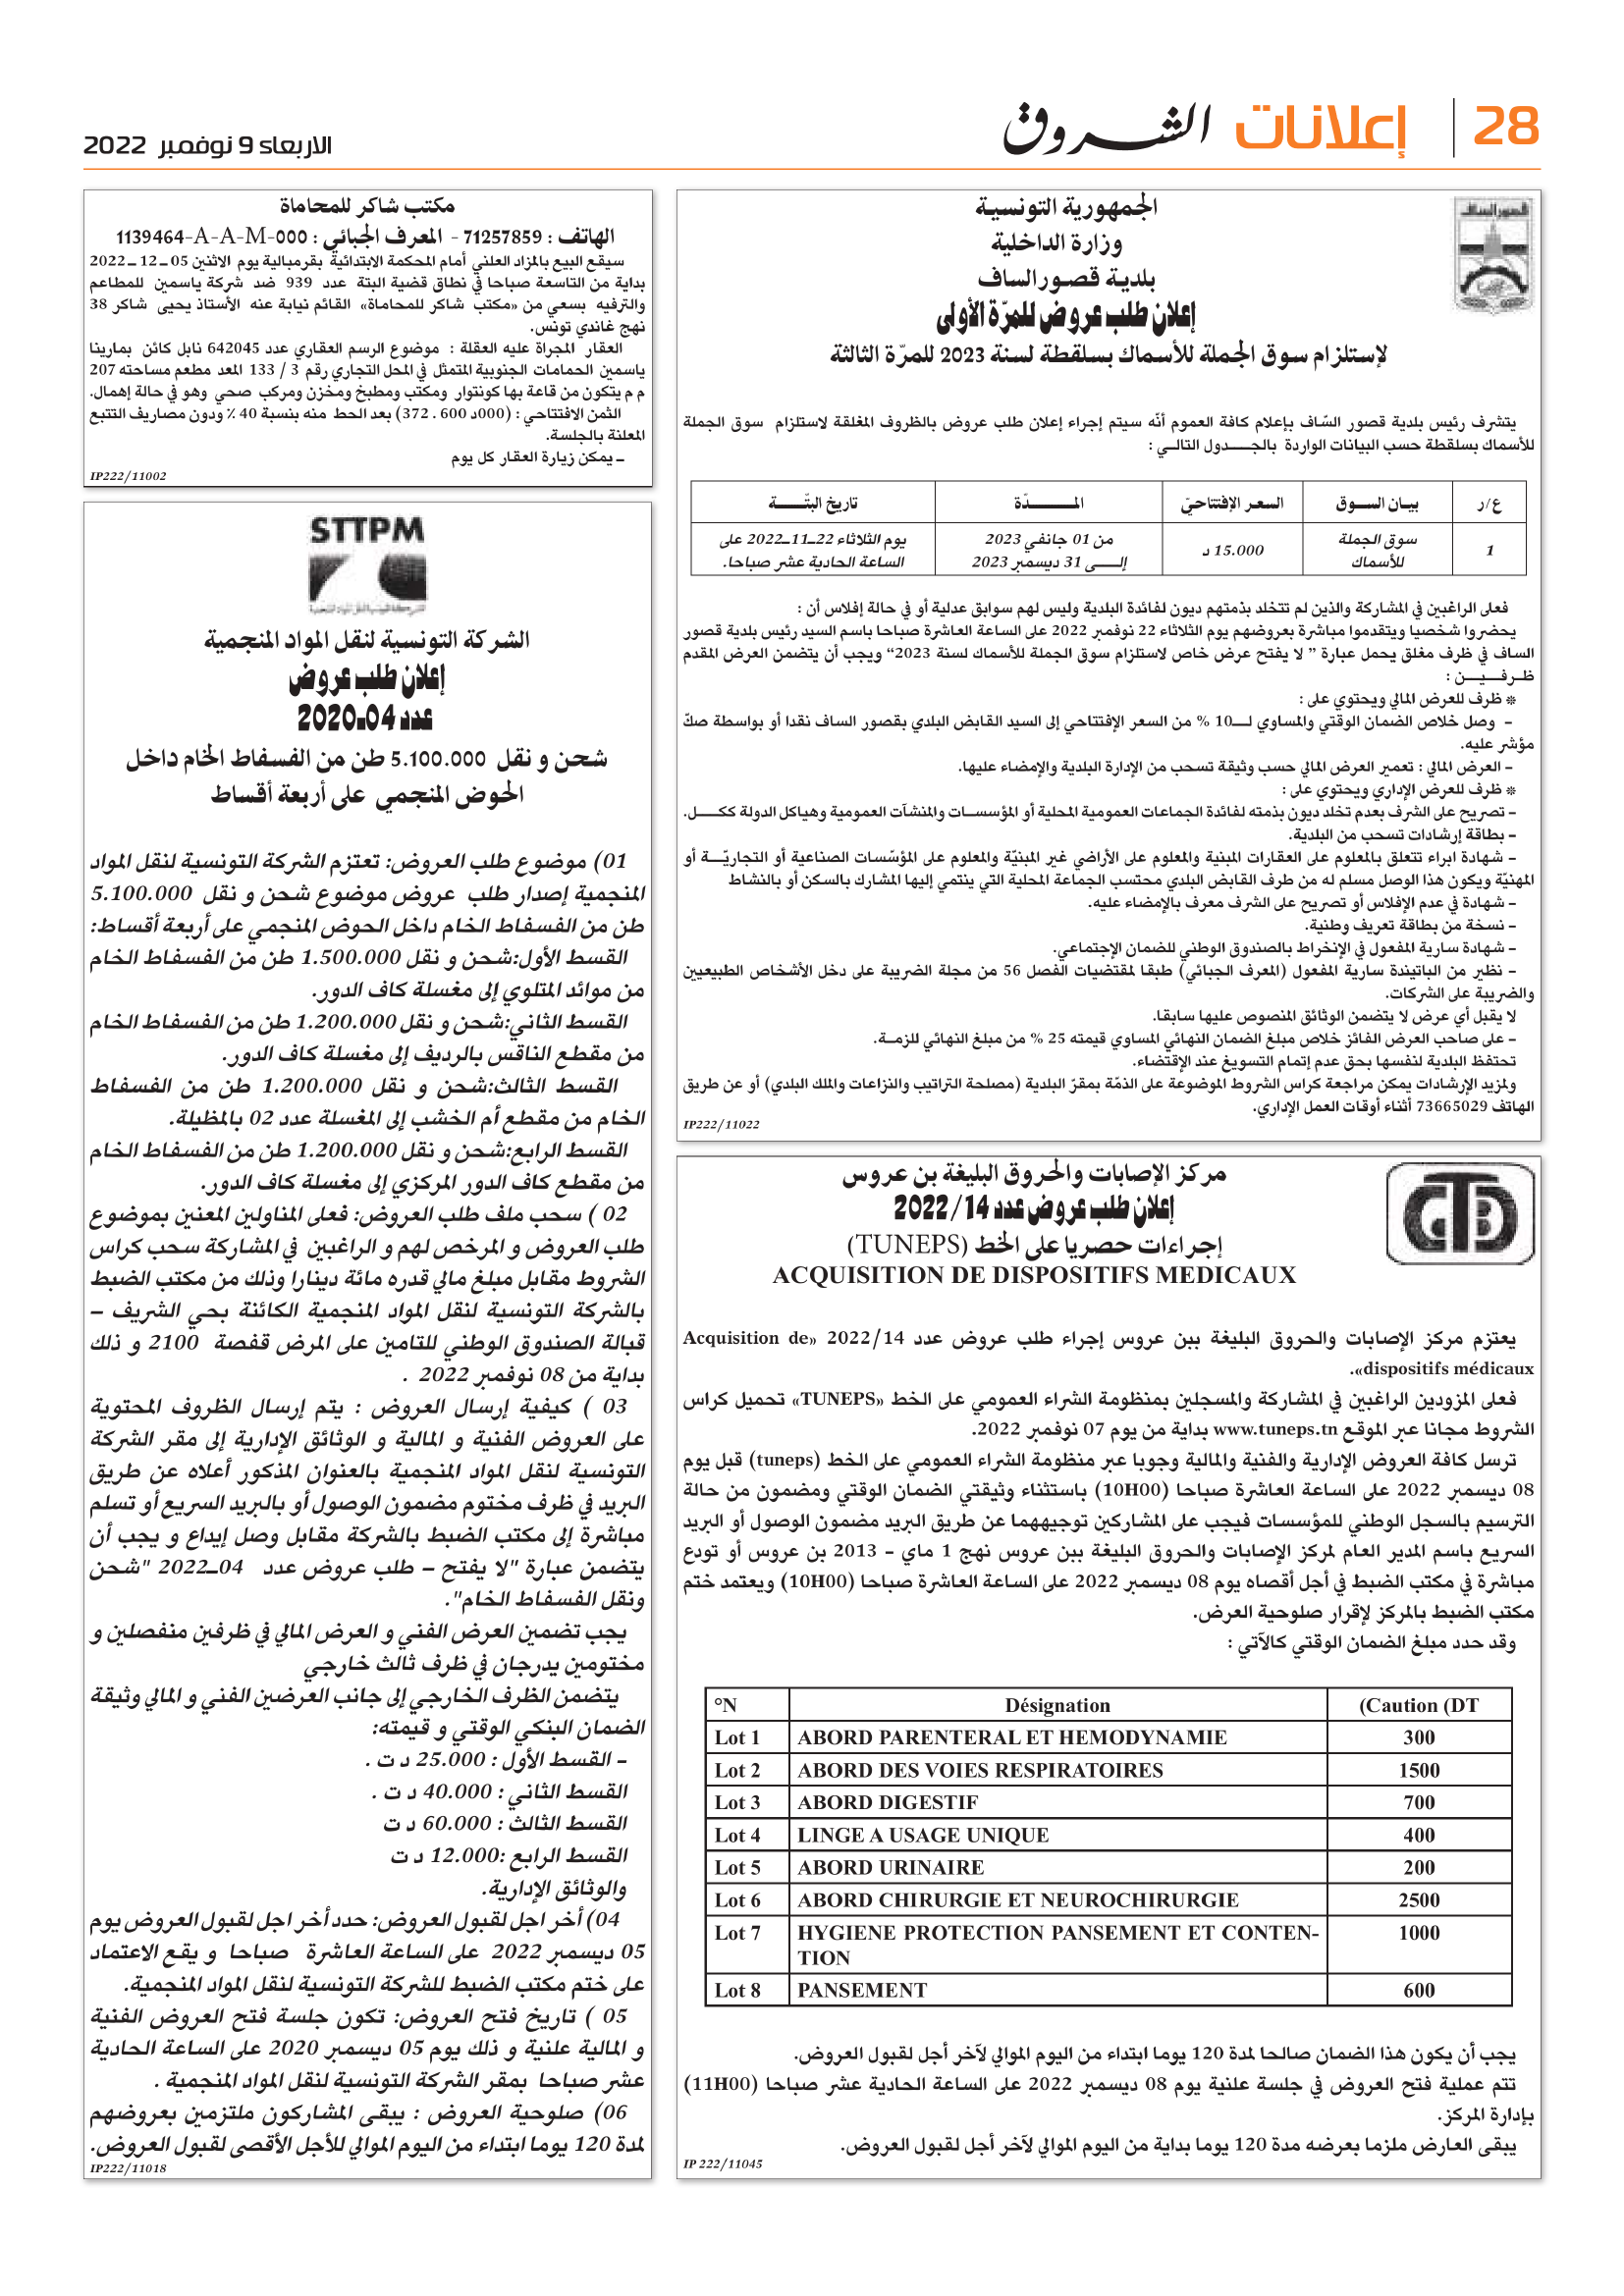 28 إعلانات الشروق
الاربعاء 9 نوفمبر 2022
الجمهورية التونسية
وزارة الداخلية
بلدية قصور الساف
إعلان طلب عروض للمرّة الأولى
لإستلزام سوق الجملة للأسماك بسلقطة لسنة 2023 للمرّة الثالثة
يتشرف رئيس بلدية قصور السّاف بإعلام كافة العموم أنّه سيتم إجراء إعلان طلب عروض بالظروف المغلقة لاستلزام سوق الجملة
للأسماك بسلقطة حسب البيانات الواردة بالجـــدول التالـي :
ع/ر بيـان الســوق السعـر الإفتتاحيّ المــــــدّة تاريخ البتّــــة
1 سوق الجملة للأسماك 15.000 د من 01 جانفي 2023 إلــــى 31 ديسمبر 2023 يوم الثلاثاء 22ـ11ـ2022 على الساعة الحادية عشر صباحا.
فعلى الراغبين في المشاركة والذين لم تتخلد بذمتهم ديون لفائدة البلدية وليس لهم سوابق عدلية أو في حالة إفلاس أن :
يحضروا شخصيا ويتقدموا مباشرة بعروضهم يوم الثلاثاء 22 نوفمبر 2022 على الساعة العاشرة صباحا باسم السيد رئيس بلدية قصور
الساف في ظرف مغلق يحمل عبارة ” لا يفتح عرض خاص لاستلزام سوق الجملة للأسماك لسنة 2023“ ويجب أن يتضمن العرض المقدم
ظـرفــيــن :
* ظرف للعرض المالي ويحتوي على :
- وصل خلاص الضمان الوقتي والمساوي لـــ10 % من السعر الإفتتاحي إلى السيد القابض البلدي بقصور الساف نقدا أو بواسطة صكّ
مؤشر عليه.
- العرض المالي : تعمير العرض المالي حسب وثيقة تسحب من الإدارة البلدية والإمضاء عليها.
* ظرف للعرض الإداري ويحتوي على :
- تصريح على الشرف بعدم تخلد ديون بذمته لفائدة الجماعات العمومية المحلية أو المؤسســات والمنشآت العمومية وهياكل الدولة ككــــل.
- بطاقة إرشادات تسحب من البلدية.
- شهادة ابراء تتعلق بالمعلوم على العقارات المبنية والمعلوم على الأراضي غير المبنيّة والمعلوم على المؤسّسات الصناعية أو التجاريّـــة أو
المهنيّة ويكون هذا الوصل مسلم له من طرف القابض البلدي محتسب الجماعة المحلية التي ينتمي إليها المشارك بالسكن أو بالنشاط
- شهادة في عدم الإفلاس أو تصريح على الشرف معرف بالإمضاء عليه.
- نسخة من بطاقة تعريف وطنية.
- شهادة سارية المفعول في الإنخراط بالصندوق الوطني للضمان الإجتماعي.
- نظير من الباتيندة سارية المفعول (المعرف الجبائي) طبقا لمقتضيات الفصل 56 من مجلة الضريبة على دخل الأشخاص الطبيعيين
والضريبة على الشركات.
لا يقبل أي عرض لا يتضمن الوثائق المنصوص عليها سابقا.
- على صاحب العرض الفائز خلاص مبلغ الضمان النهائي المساوي قيمته 25 % من مبلغ النهائي للزمـة.
تحتفظ البلدية لنفسها بحق عدم إتمام التسويغ عند الإقتضاء.
ولمزيد الإرشادات يمكن مراجعة كراس الشروط الموضوعة على الذمّة بمقرّ البلدية (مصلحة التراتيب والنزاعات والملك البلدي) أو عن طريق
الهاتف 73665029 أثناء أوقات العمل الإداري.
IP222/11022
مركز الإصابات والحروق البليغة بن عروس
إعلان طلب عروض عدد 2022/14
إجراءات حصريا على الخط (TUNEPS)
ACQUISITION DE DISPOSITIFS MEDICAUX
يعتزم مركز الإصابات والحروق البليغة ببن عروس إجراء طلب عروض عدد 2022/14 «Acquisition de
dispositifs médicaux».
فعلى المزودين الراغبين في المشاركة والمسجلين بمنظومة الشراء العمومي على الخط «TUNEPS» تحميل كراس
الشروط مجانا عبر الموقع www.tuneps.tn بداية من يوم 07 نوفمبر 2022.
ترسل كافة العروض الإدارية والفنية والمالية وجوبا عبر منظومة الشراء العمومي على الخط (tuneps) قبل يوم
08 ديسمبر 2022 على الساعة العاشرة صباحا (10H00) باستثناء وثيقتي الضمان الوقتي ومضمون من حالة
الترسيم بالسجل الوطني للمؤسسات فيجب على المشاركين توجيههما عن طريق البريد مضمون الوصول أو البريد
السريع باسم المدير العام لمركز الإصابات والحروق البليغة ببن عروس نهج 1 ماي - 2013 بن عروس أو تودع
مباشرة في مكتب الضبط في أجل أقصاه يوم 08 ديسمبر 2022 على الساعة العاشرة صباحا (10H00) ويعتمد ختم
مكتب الضبط بالمركز لإقرار صلوحية العرض.
وقد حدد مبلغ الضمان الوقتي كالآتي :
°N Désignation (Caution (DT
Lot 1 ABORD PARENTERAL ET HEMODYNAMIE 300
Lot 2 ABORD DES VOIES RESPIRATOIRES 1500
Lot 3 ABORD DIGESTIF 700
Lot 4 LINGE A USAGE UNIQUE 400
Lot 5 ABORD URINAIRE 200
Lot 6 ABORD CHIRURGIE ET NEUROCHIRURGIE 2500
Lot 7 HYGIENE PROTECTION PANSEMENT ET CONTEN- 1000
TION
Lot 8 PANSEMENT 600
يجب أن يكون هذا الضمان صالحا لمدة 120 يوما ابتداء من اليوم الموالي لآخر أجل لقبول العروض.
تتم عملية فتح العروض في جلسة علنية يوم 08 ديسمبر 2022 على الساعة الحادية عشر صباحا (11H00)
بإدارة المركز.
يبقى العارض ملزما بعرضه مدة 120 يوما بداية من اليوم الموالي لآخر أجل لقبول العروض.
IP 222/11045
مكتب شاكر للمحاماة
الهاتف : 71257859 - المعرف الجبائي : 1139464-A-A-M-000
سيقع البيع بالمزاد العلني أمام المحكمة الابتدائية بقرمبالية يوم الاثنين 05 ـ 12 ـ 2022
بداية من التاسعة صباحا في نطاق قضية البتة عدد 939 ضد شركة ياسمين للمطاعم
والترفيه بسعي من «مكتب شاكر للمحاماة» القائم نيابة عنه الأستاذ يحيى شاكر 38
نهج غاندي تونس.
العقار المجراة عليه العقلة : موضوع الرسم العقاري عدد 642045 نابل كائن بمارينا
ياسمين الحمامات الجنوبية المتمثل في المحل التجاري رقم 3 / 133 المعد مطعم مساحته 207
م م يتكون من قاعة بها كونتوار ومكتب ومطبخ ومخزن ومركب صحي وهو في حالة إهمال.
الثمن الافتتاحي : (000د 600 . 372) بعد الحط منه بنسبة 40 ٪ ودون مصاريف التتبع
المعلنة بالجلسة.
ـ يمكن زيارة العقار كل يوم
IP222/11002
STTPM
الشركة التونسية لنقل المواد المنجمية
إعلان طلب عروض
عدد 04ـ2020
شحن و نقل 5.100.000 طن من الفسفاط الخام داخل
الحوض المنجمي على أربعة أقساط
01) موضوع طلب العروض: تعتزم الشركة التونسية لنقل المواد
المنجمية إصدار طلب عروض موضوع شحن و نقل 5.100.000
طن من الفسفاط الخام داخل الحوض المنجمي على أربعة أقساط:
القسط الأول:شحن و نقل 1.500.000 طن من الفسفاط الخام
من موائد المتلوي إلى مغسلة كاف الدور.
القسط الثاني:شحن و نقل 1.200.000 طن من الفسفاط الخام
من مقطع الناقس بالرديف إلى مغسلة كاف الدور.
القسط الثالث:شحن و نقل 1.200.000 طن من الفسفاط
الخام من مقطع أم الخشب إلى المغسلة عدد 02 بالمظيلة.
القسط الرابع:شحن و نقل 1.200.000 طن من الفسفاط الخام
من مقطع كاف الدور المركزي إلى مغسلة كاف الدور.
02 ) سحب ملف طلب العروض: فعلى المناولين المعنين بموضوع
طلب العروض و المرخص لهم و الراغبين في المشاركة سحب كراس
الشروط مقابل مبلغ مالي قدره مائة دينارا وذلك من مكتب الضبط
بالشركة التونسية لنقل المواد المنجمية الكائنة بحي الشريف –
قبالة الصندوق الوطني للتامين على المرض قفصة 2100 و ذلك
بداية من 08 نوفمبر 2022 .
03 ) كيفية إرسال العروض : يتم إرسال الظروف المحتوية
على العروض الفنية و المالية و الوثائق الإدارية إلى مقر الشركة
التونسية لنقل المواد المنجمية بالعنوان المذكور أعلاه عن طريق
البريد في ظرف مختوم مضمون الوصول أو بالبريد السريع أو تسلم
مباشرة إلى مكتب الضبط بالشركة مقابل وصل إيداع و يجب أن
يتضمن عبارة "لا يفتح – طلب عروض عدد 04ـ2022 "شحن
ونقل الفسفاط الخام".
يجب تضمين العرض الفني و العرض المالي في ظرفين منفصلين و
مختومين يدرجان في ظرف ثالث خارجي
يتضمن الظرف الخارجي إلى جانب العرضين الفني و المالي وثيقة
الضمان البنكي الوقتي و قيمته:
- القسط الأول : 25.000 د ت .
القسط الثاني : 40.000 د ت .
القسط الثالث : 60.000 د ت
القسط الرابع :12.000 د ت
والوثائق الإدارية.
04) أخر اجل لقبول العروض: حدد أخر اجل لقبول العروض يوم
05 ديسمبر 2022 على الساعة العاشرة صباحا و يقع الاعتماد
على ختم مكتب الضبط للشركة التونسية لنقل المواد المنجمية.
05 ) تاريخ فتح العروض: تكون جلسة فتح العروض الفنية
و المالية علنية و ذلك يوم 05 ديسمبر 2020 على الساعة الحادية
عشر صباحا بمقر الشركة التونسية لنقل المواد المنجمية .
06) صلوحية العروض : يبقى المشاركون ملتزمين بعروضهم
لمدة 120 يوما ابتداء من اليوم الموالي للأجل الأقصى لقبول العروض.
IP222/11018